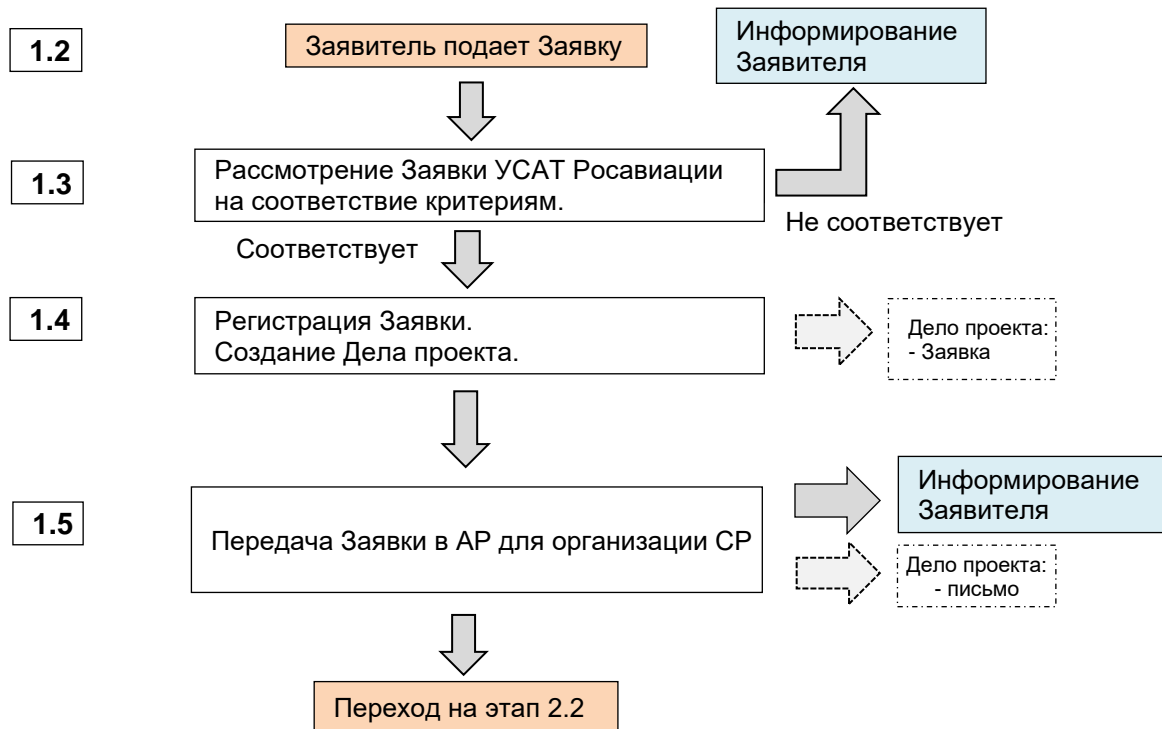 1.2
Заявитель подает Заявку
Информирование
Заявителя
1.3
Рассмотрение Заявки УСАТ Росавиации
на соответствие критериям.
Не соответствует
Соответствует
1.4
Регистрация Заявки.
Создание Дела проекта.
Дело проекта:
- Заявка
1.5
Передача Заявки в АР для организации СР
Информирование
Заявителя
Дело проекта:
- письмо
Переход на этап 2.2